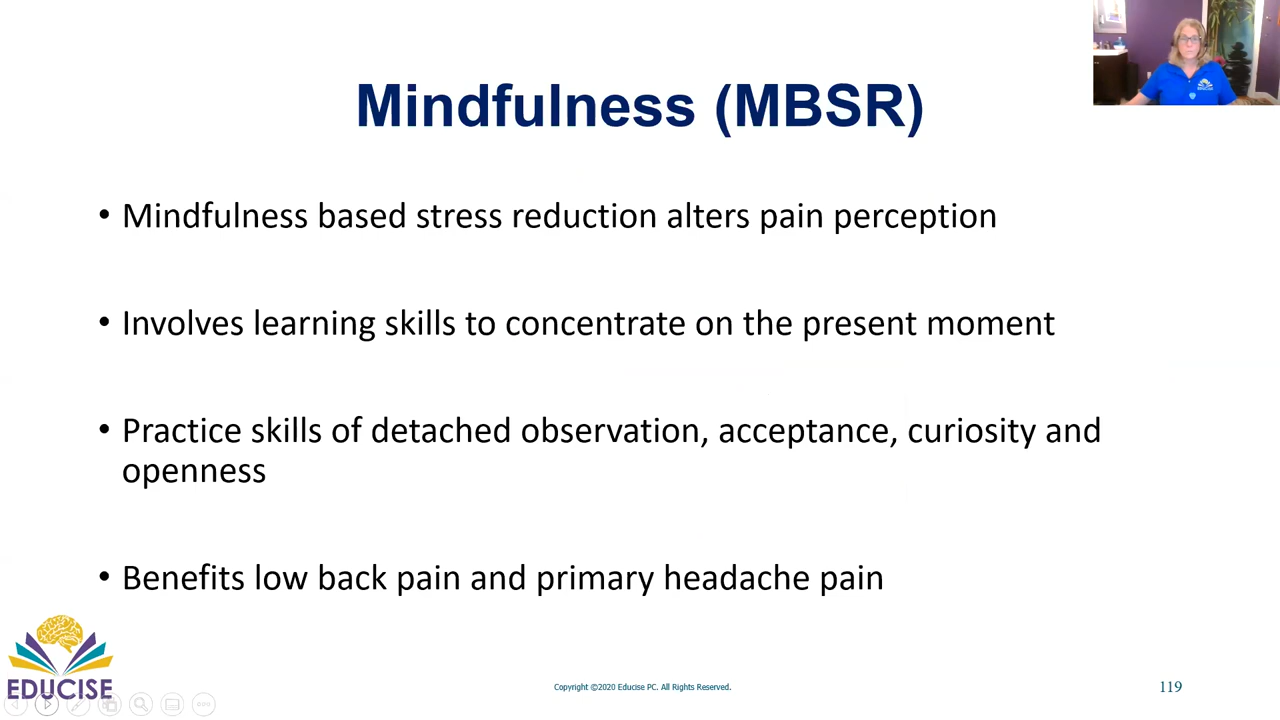 Mindfulness (MBSR)
• Mindfulness based stress reduction alters pain perception
• Involves learning skills to concentrate on the present moment
• Practice skills of detached observation, acceptance, curiosity and
openness
• Benefits low back pain and primary headache pain
EDUCISE
Copyright ©2020 Educise PC. All Rights Reserved.
119